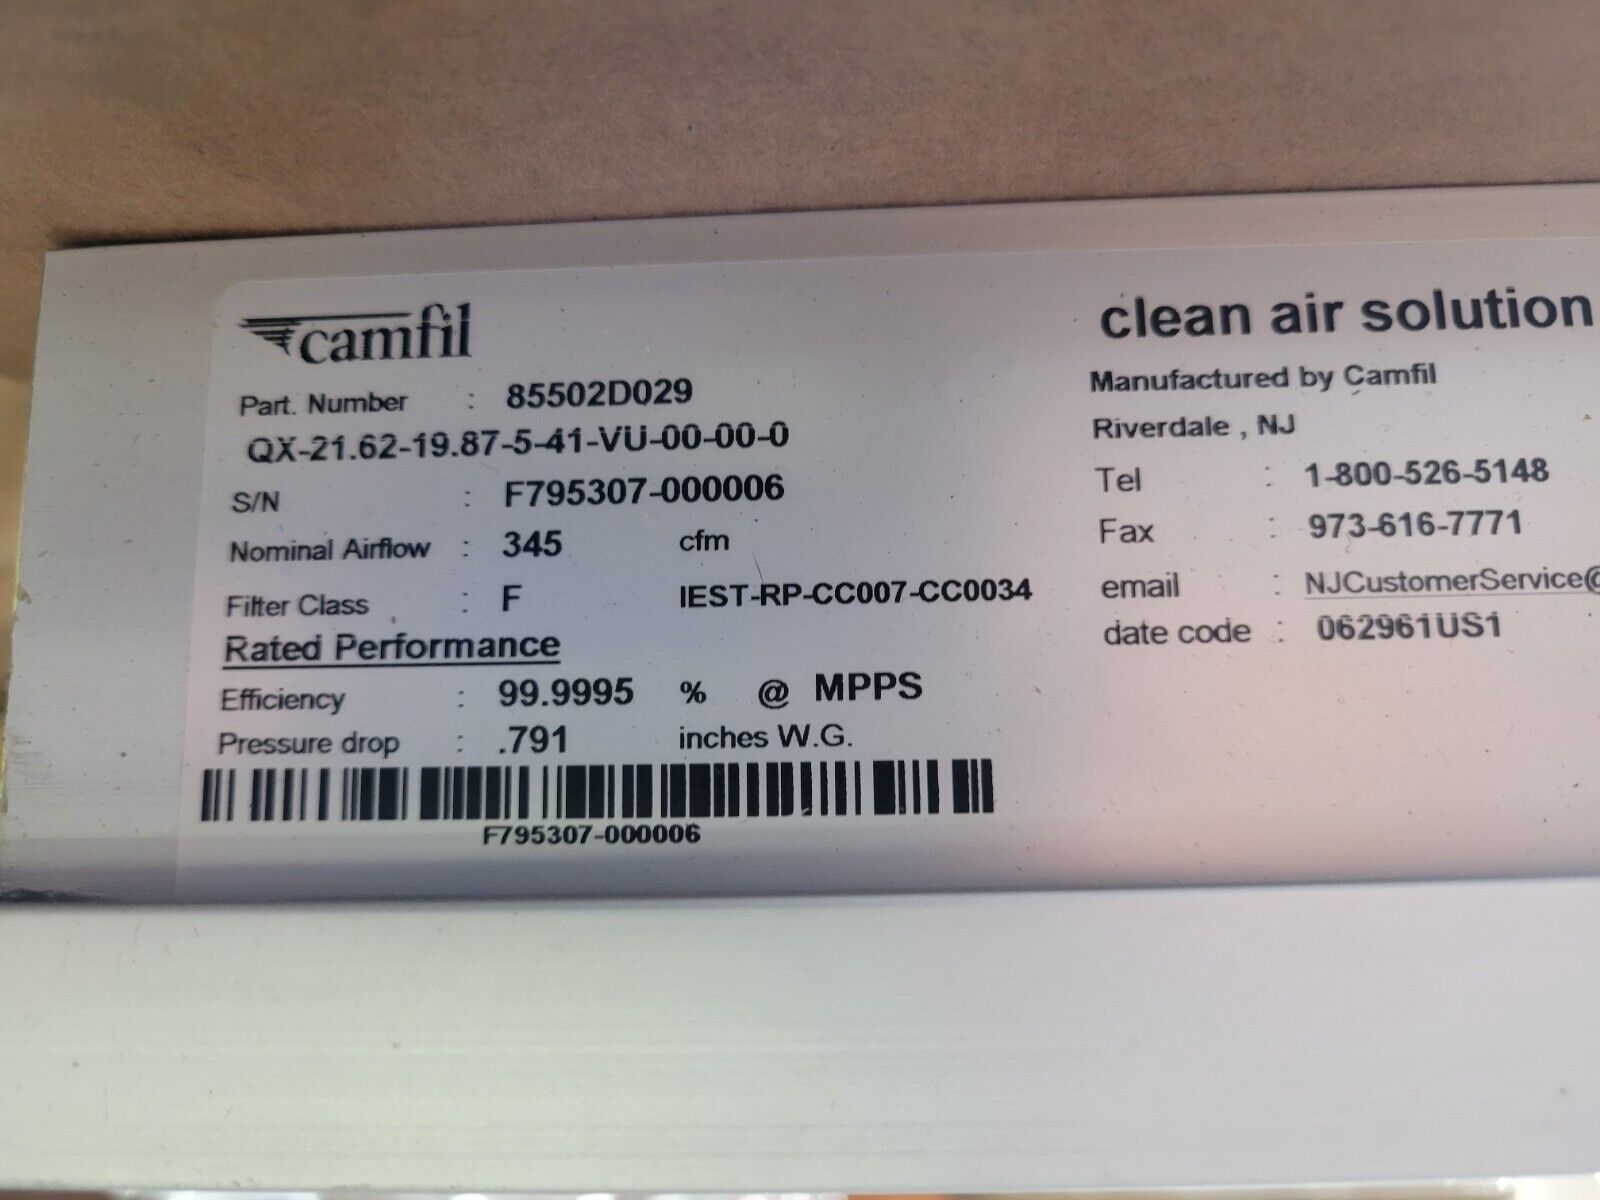 camfil
Part. Number : 85502D029
QX-21.62-19.87-5-41-VU-00-00-0
S/N : F795307-000006
Nominal Airflow : 345 cfm
Filter Class : F IEST-RP-CC007-CC0034
Rated Performance
Efficiency : 99.9995 % @ MPPS
Pressure drop : .791 inches W.G.
F795307-000006
clean air solution
Manufactured by Camfil
Riverdale , NJ
Tel : 1-800-526-5148
Fax : 973-616-7771
email : NJCustomerService@
date code : 062961US1